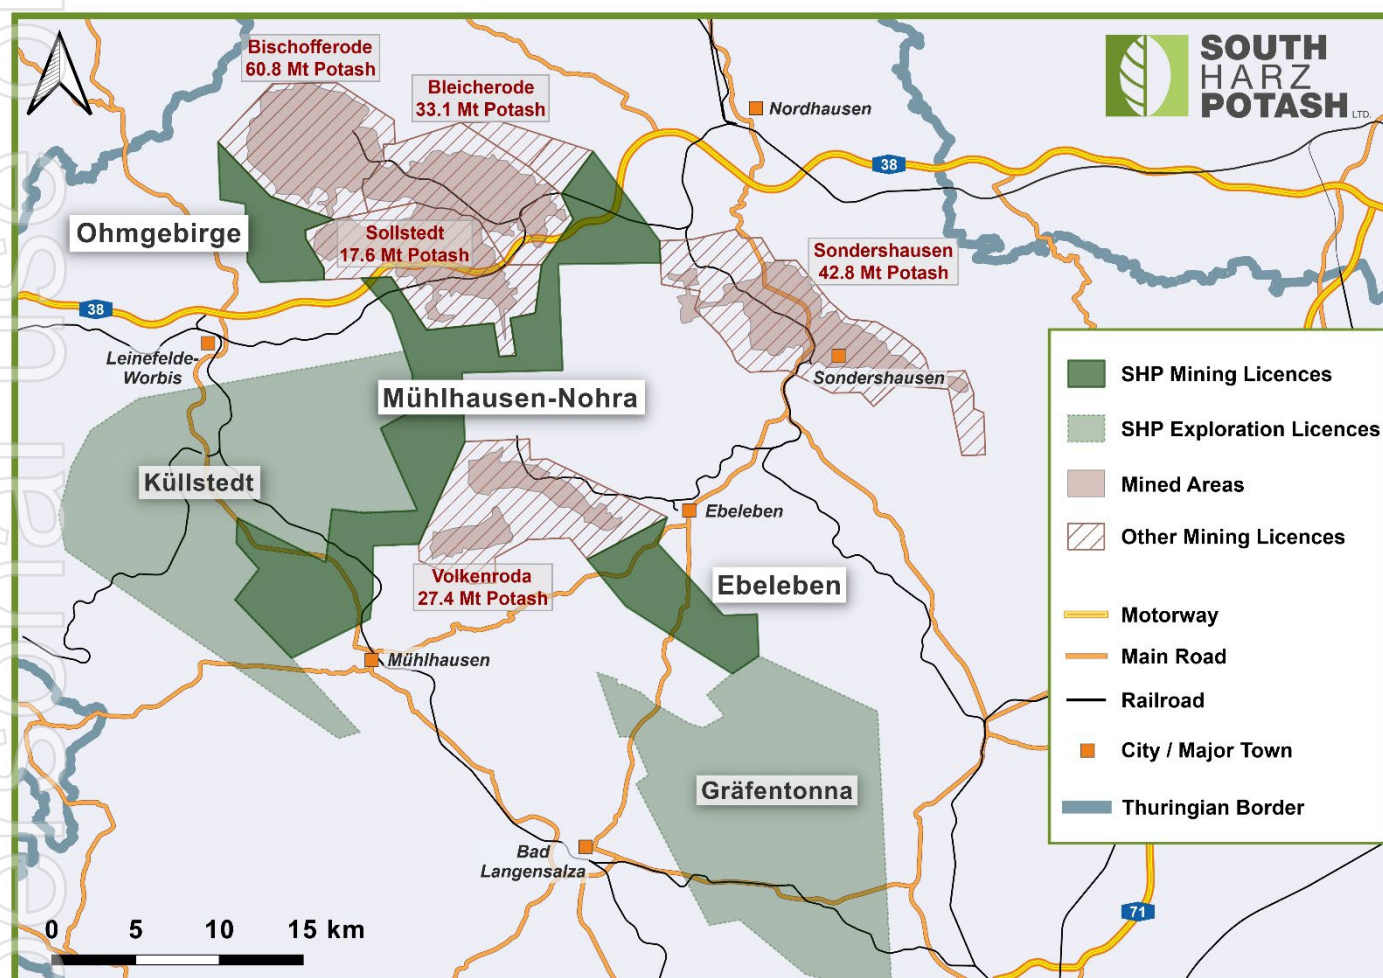 Bischofferode
60.8 Mt Potash
Bleicherode
33.1 Mt Potash
SOUTH
HARZ
POTASH LTD.
Nordhausen
38
Ohmgebirge
Sollstedt
17.6 Mt Potash
Sondershausen
42.8 Mt Potash
38
Leinefelde-
Worbis
Sondershausen
Mühlhausen-Nohra
SHP Mining Licences
SHP Exploration Licences
Mined Areas
Other Mining Licences
Motorway
Main Road
Railroad
City / Major Town
Thuringian Border
Küllstedt
Ebeleben
Volkenroda
27.4 Mt Potash
Ebeleben
Mühlhausen
Gräfentonna
Bad
Langensalza
71
0 5 10 15 km